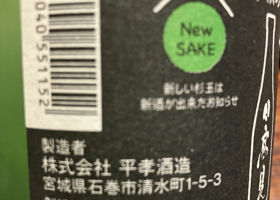 040551152
New
SAKE
新しい杉玉は
新酒が出来たお知らせ
製造者
株式会社 平孝酒造
宮城県石巻市清水町1-5-3